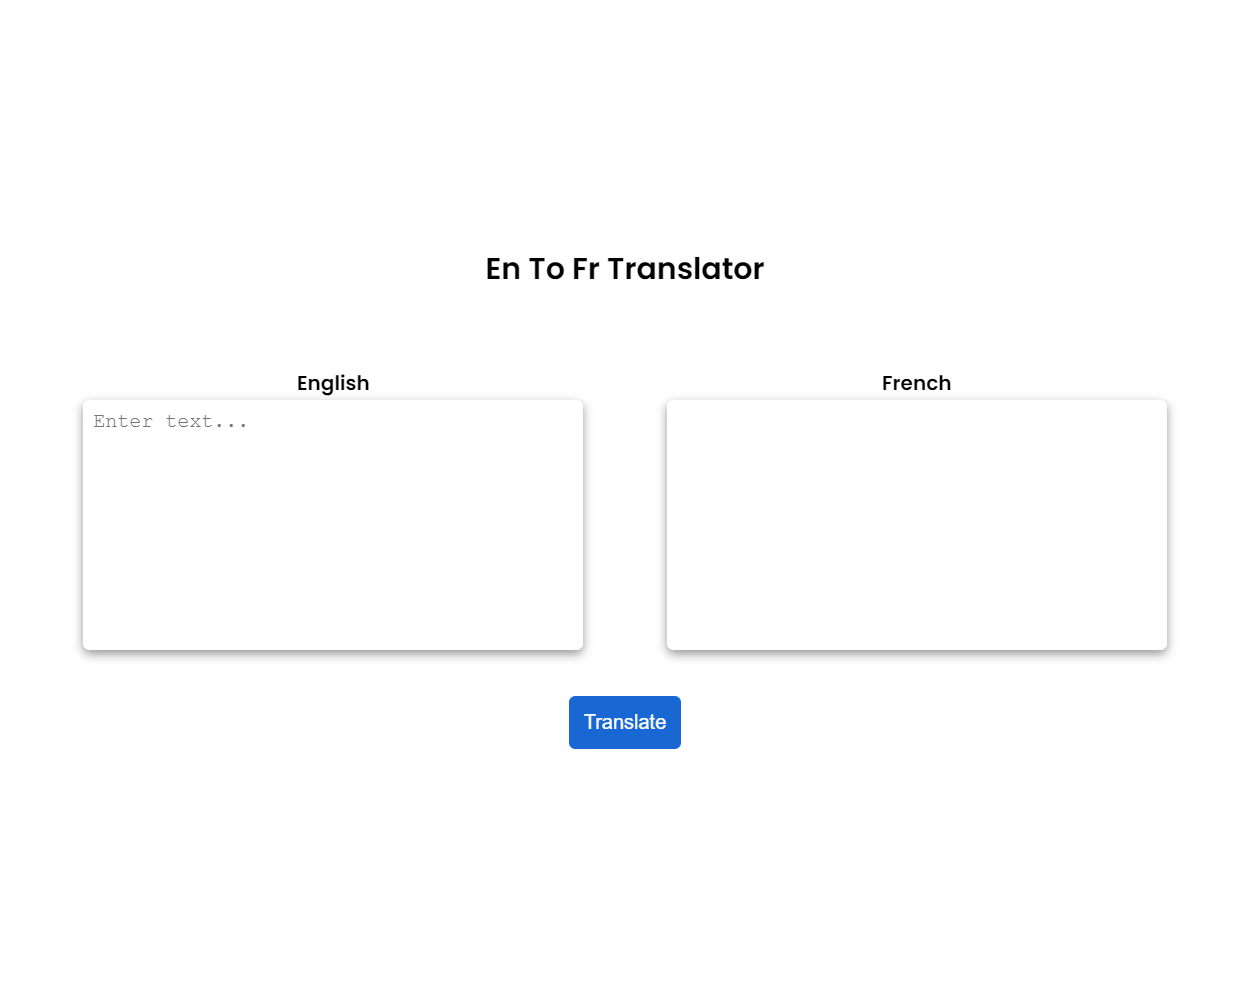 En To Fr Translator
English
French
Enter text...
Translate